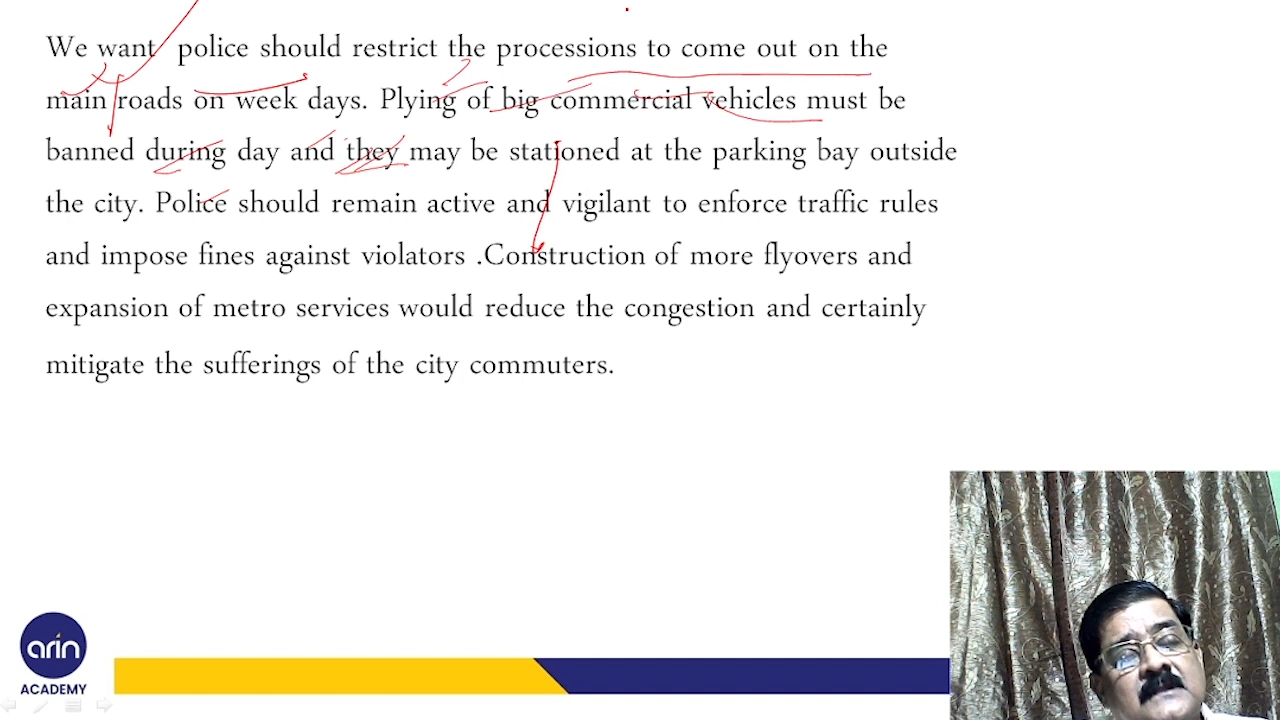 We want police should restrict the processions to come out on the
main roads on week days. Plying of big commercial vehicles must be
banned during day and they may be stationed at the parking bay outside
the city. Police should remain active and vigilant to enforce traffic rules
and impose fines against violators .Construction of more flyovers and
expansion of metro services would reduce the congestion and certainly
mitigate the sufferings of the city commuters.
arin
ACADEMY